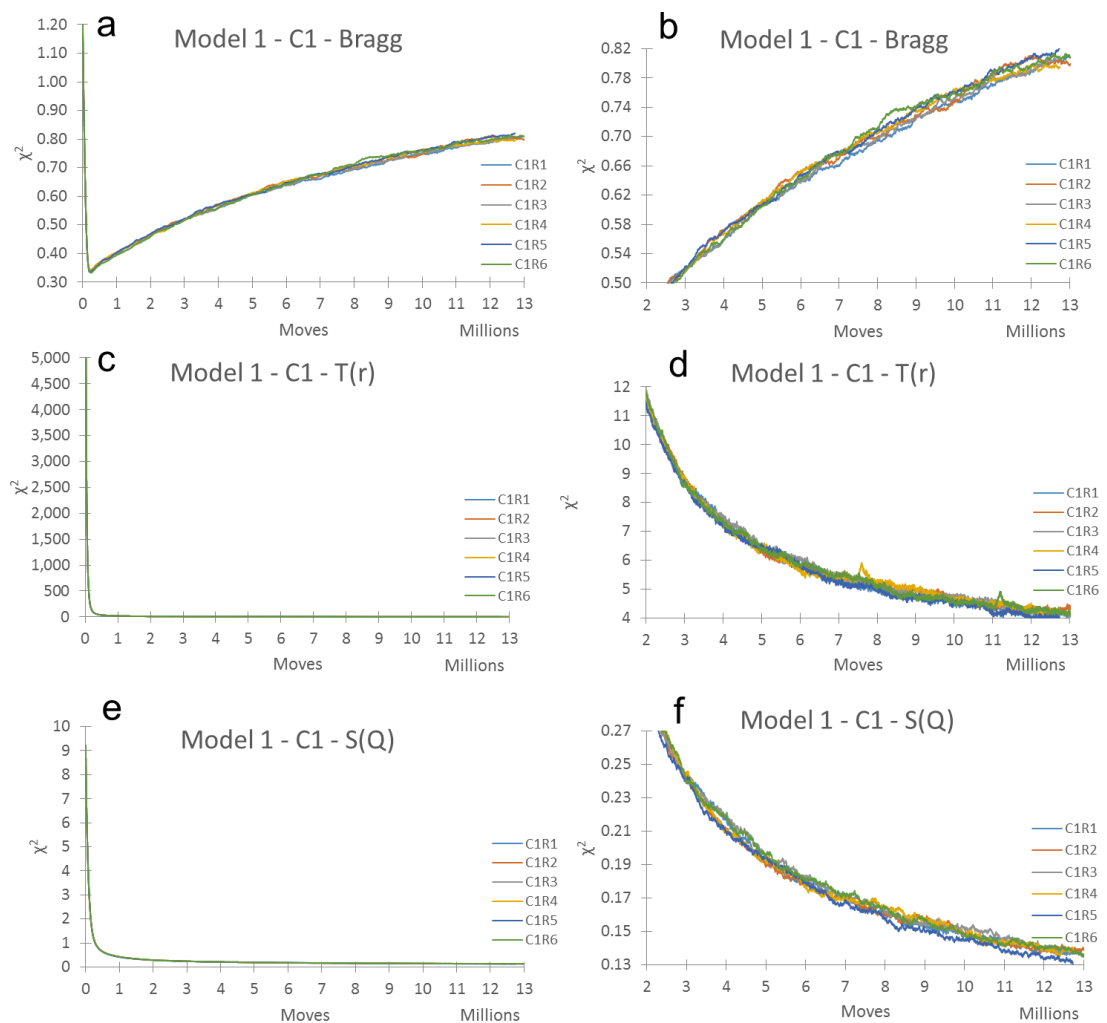 a
Model 1 - C1 - Bragg
χ²
1.20
1.10
1.00
0.90
0.80
0.70
0.60
0.50
0.40
0.30
C1R1
C1R2
C1R3
C1R4
C1R5
C1R6
0 1 2 3 4 5 6 7 8 9 10 11 12 13
Moves Millions
b
Model 1 - C1 - Bragg
χ²
0.82
0.78
0.74
0.70
0.66
0.62
0.58
0.54
0.50
C1R1
C1R2
C1R3
C1R4
C1R5
C1R6
2 3 4 5 6 7 8 9 10 11 12 13
Moves Millions
c
Model 1 - C1 - T(r)
χ²
5,000
4,500
4,000
3,500
3,000
2,500
2,000
1,500
1,000
500
0
C1R1
C1R2
C1R3
C1R4
C1R5
C1R6
0 1 2 3 4 5 6 7 8 9 10 11 12 13
Moves Millions
d
Model 1 - C1 - T(r)
χ²
12
11
10
9
8
7
6
5
4
C1R1
C1R2
C1R3
C1R4
C1R5
C1R6
2 3 4 5 6 7 8 9 10 11 12 13
Moves Millions
e
Model 1 - C1 - S(Q)
χ²
10
9
8
7
6
5
4
3
2
1
0
C1R1
C1R2
C1R3
C1R4
C1R5
C1R6
0 1 2 3 4 5 6 7 8 9 10 11 12 13
Moves Millions
f
Model 1 - C1 - S(Q)
χ²
0.27
0.25
0.23
0.21
0.19
0.17
0.15
0.13
C1R1
C1R2
C1R3
C1R4
C1R5
C1R6
2 3 4 5 6 7 8 9 10 11 12 13
Moves Millions